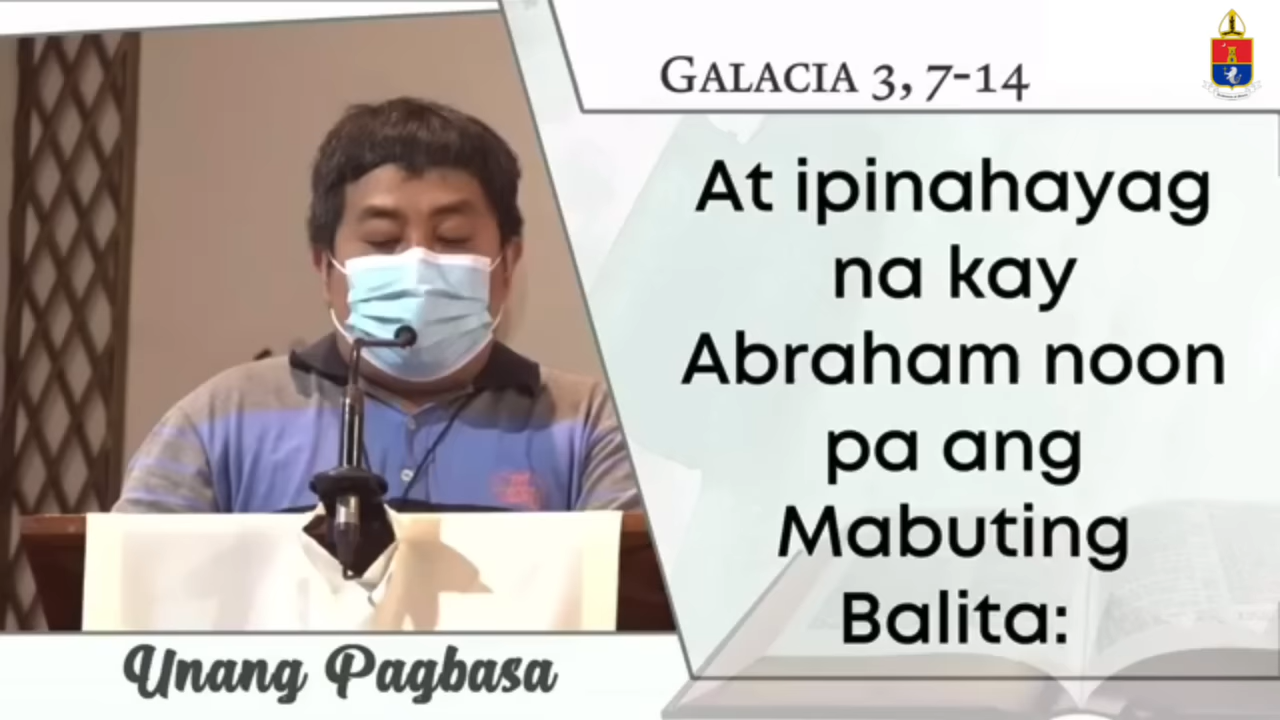 GALACIA 3, 7-14
At ipinahayag
na kay
Abraham noon
pa ang
Mabuting
Balita:
Unang Pagbasa